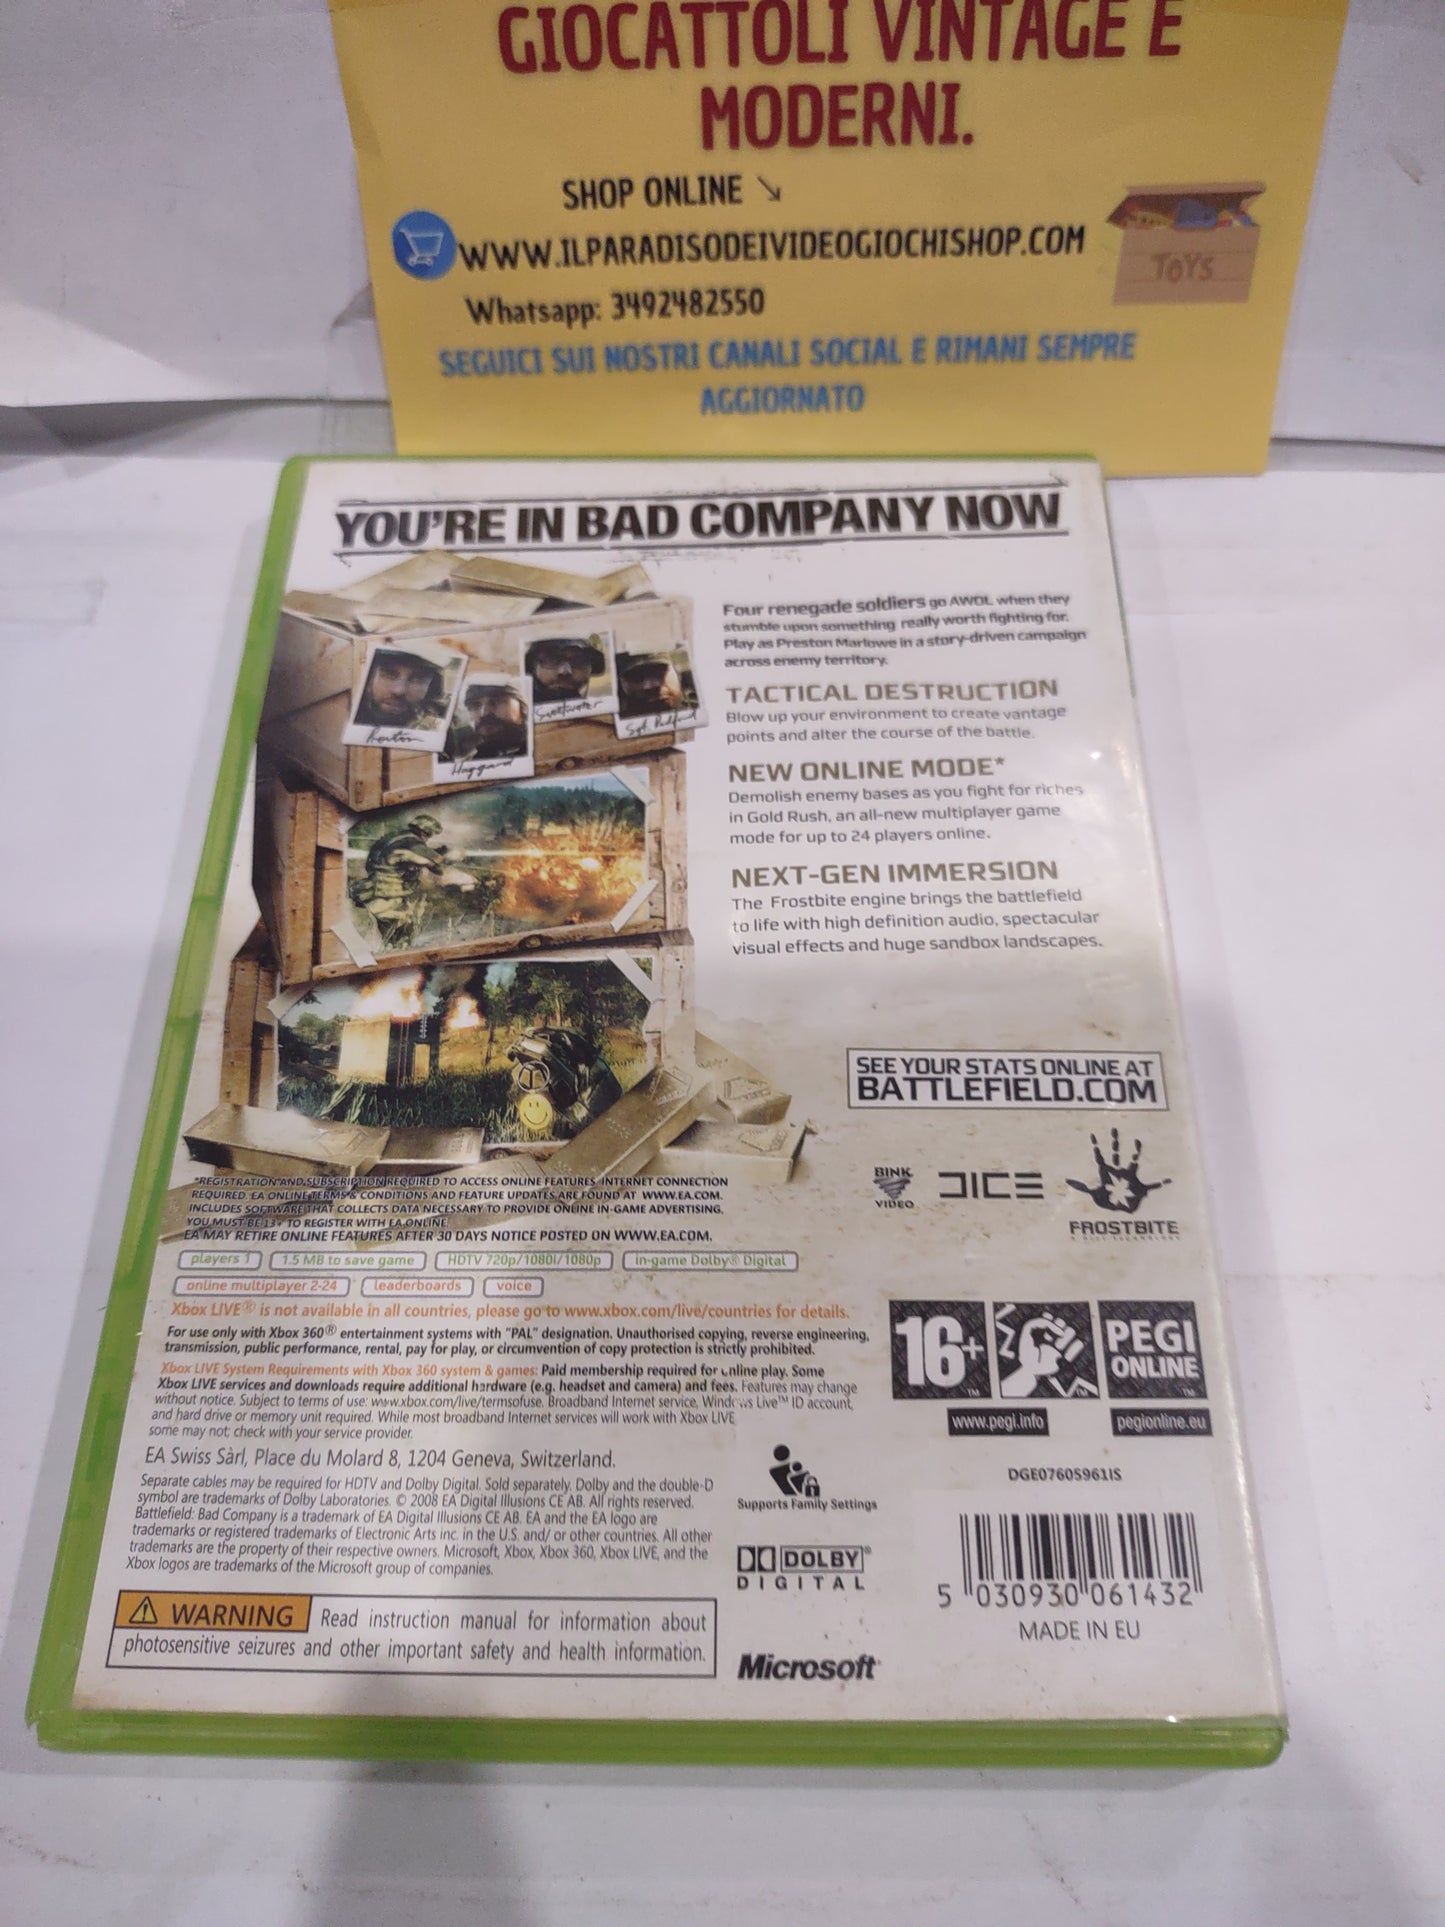 GIOCATTOLI VINTAGE E
MODERNI.
SHOP ONLINE ↘
WWW.ILPARADISODEIVIDEOGIOCHISHOP.COM
TOYS
Whatsapp: 3492482550
SEGUICI SUI NOSTRI CANALI SOCIAL E RIMANI SEMPRE
AGGIORNATO
YOU'RE IN BAD COMPANY NOW
Four renegade soldiers go AWOL when they
stumble upon something really worth fighting for.
Play as Preston Marlowe in a story-driven campaign
across enemy territory.
Sweetwater
Sgt. Redford
Haggard
TACTICAL DESTRUCTION
Blow up your environment to create vantage
points and alter the course of the battle.
NEW ONLINE MODE*
Demolish enemy bases as you fight for riches
in Gold Rush, an all-new multiplayer game
mode for up to 24 players online.
NEXT-GEN IMMERSION
The Frostbite engine brings the battlefield
to life with high definition audio, spectacular
visual effects and huge sandbox landscapes.
SEE YOUR STATS ONLINE AT
BATTLEFIELD.COM
BINK
VIDEO
DICE
FROSTBITE
*REGISTRATION AND SUBSCRIPTION REQUIRED TO ACCESS ONLINE FEATURES. INTERNET CONNECTION
REQUIRED. EA ONLINE TERMS & CONDITIONS AND FEATURE UPDATES ARE FOUND AT WWW.EA.COM.
INCLUDES SOFTWARE THAT COLLECTS DATA NECESSARY TO PROVIDE ONLINE IN-GAME ADVERTISING.
YOU MUST BE 13+ TO REGISTER WITH EA ONLINE.
EA MAY RETIRE ONLINE FEATURES AFTER 30 DAYS NOTICE POSTED ON WWW.EA.COM.
players 1
1.5 MB to save game
HDTV 720p/1080i/1080p
in-game Dolby® Digital
online multiplayer 2-24
leaderboards
voice
Xbox LIVE® is not available in all countries, please go to www.xbox.com/live/countries for details.
For use only with Xbox 360® entertainment systems with "PAL" designation. Unauthorised copying, reverse engineering,
transmission, public performance, rental, pay for play, or circumvention of copy protection is strictly prohibited.
Xbox LIVE System Requirements with Xbox 360 system & games: Paid membership required for online play. Some
Xbox LIVE services and downloads require additional hardware (e.g. headset and camera) and fees. Features may change
without notice. Subject to terms of use: www.xbox.com/live/termsofuse. Broadband Internet service, Windows Live™ ID account,
and hard drive or memory unit required. While most broadband Internet services will work with Xbox LIVE
some may not; check with your service provider.
EA Swiss Sàrl, Place du Molard 8, 1204 Geneva, Switzerland.
Separate cables may be required for HDTV and Dolby Digital. Sold separately. Dolby and the double-D
symbol are trademarks of Dolby Laboratories. © 2008 EA Digital Illusions CE AB. All rights reserved.
Battlefield: Bad Company is a trademark of EA Digital Illusions CE AB. EA and the EA logo are
trademarks or registered trademarks of Electronic Arts inc. in the U.S. and/ or other countries. All other
trademarks are the property of their respective owners. Microsoft, Xbox, Xbox 360, Xbox LIVE, and the
Xbox logos are trademarks of the Microsoft group of companies.
WARNING Read instruction manual for information about
photosensitive seizures and other important safety and health information.
16+
™
PEGI
ONLINE
™
www.pegi.info
pegionline.eu
Supports Family Settings
DOLBY®
DIGITAL
Microsoft®
DGE07605961IS
5 030930 061432
MADE IN EU